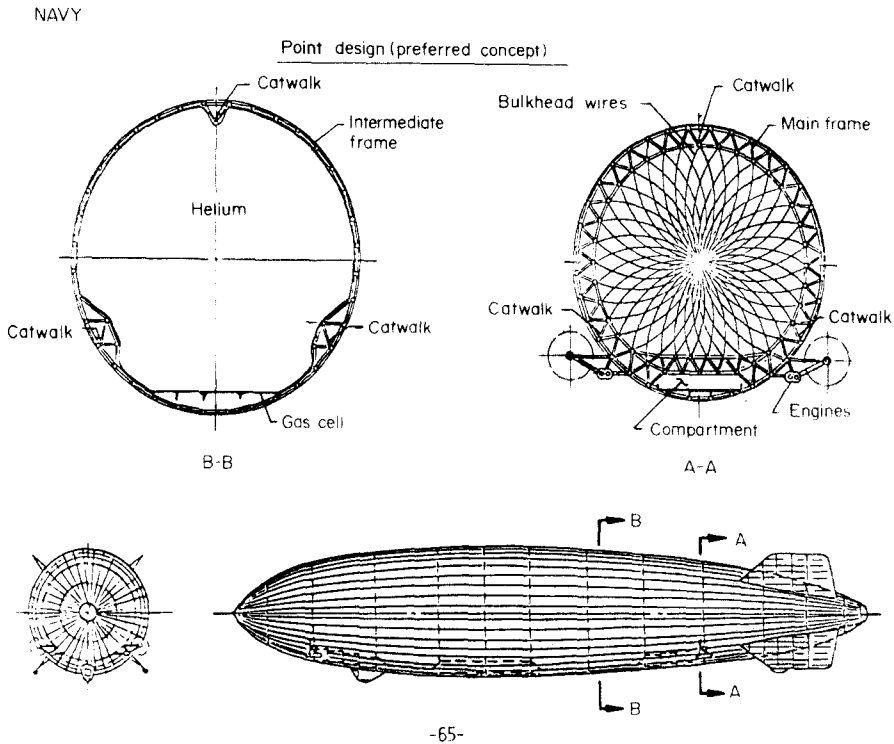 NAVY
Point design (preferred concept)
Catwalk
Intermediate
frame
Helium
Catwalk
Catwalk
Gas cell
B-B
Bulkhead wires
Catwalk
Main frame
Catwalk
Catwalk
Engines
Compartment
A-A
B
A
B
A
-65-